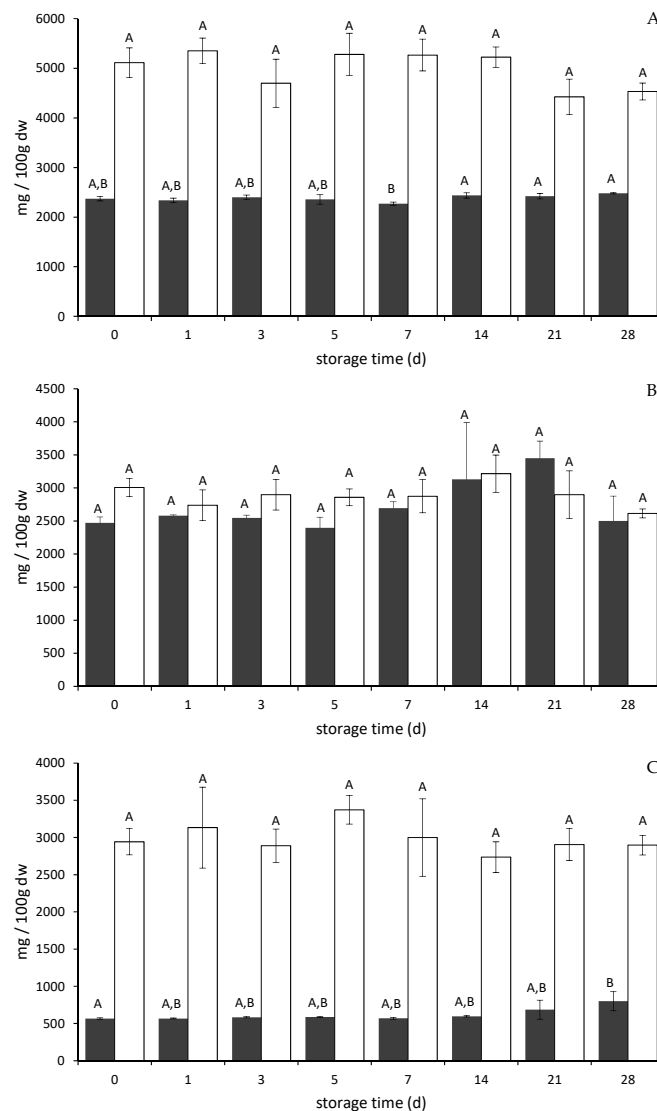 A
6000
5000
4000
3000
2000
1000
0
mg / 100g dw
A A A A A A A A
A,B A,B A,B A,B B A A A
0 1 3 5 7 14 21 28
storage time (d)
B
4500
4000
3500
3000
2500
2000
1500
1000
500
0
mg / 100g dw
A A A A A A A A
A A A A A A A A
0 1 3 5 7 14 21 28
storage time (d)
C
4000
3500
3000
2500
2000
1500
1000
500
0
mg / 100g dw
A A A A A A A A
A A,B A,B A,B A,B A,B A,B B
0 1 3 5 7 14 21 28
storage time (d)